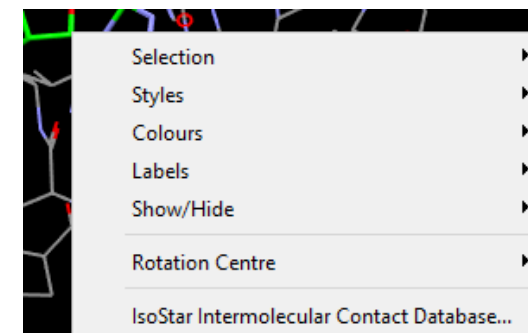 Selection
Styles
Colours
Labels
Show/Hide
Rotation Centre
IsoStar Intermolecular Contact Database...